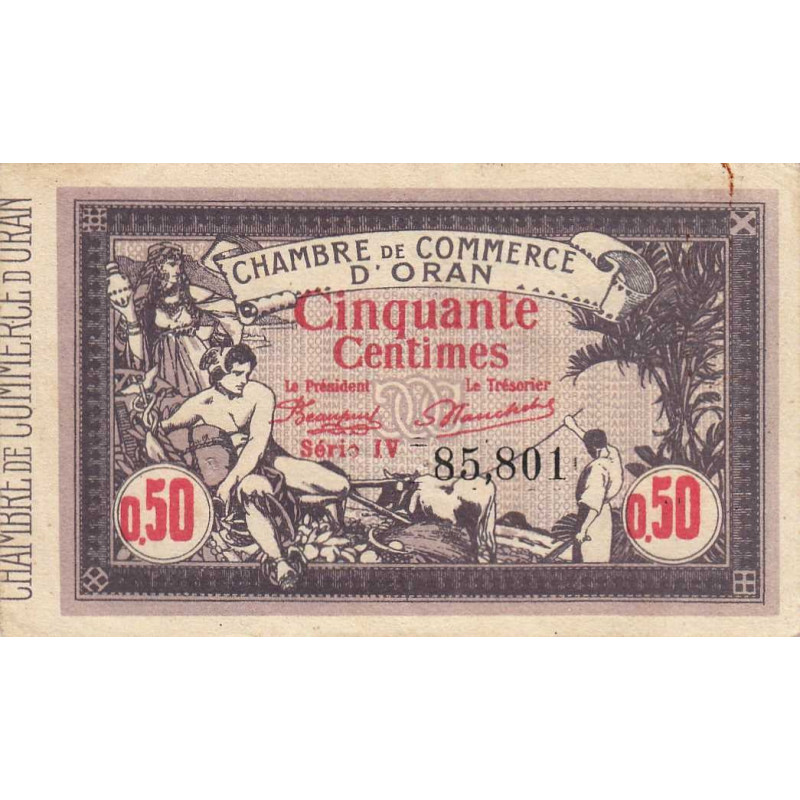 CHAMBRE DE COMMERCE D'ORAN
CHAMBRE DE COMMERCE
D'ORAN
Cinquante
Centimes
Le Président Le Trésorier
Série IV 85,801
0,50 0,50